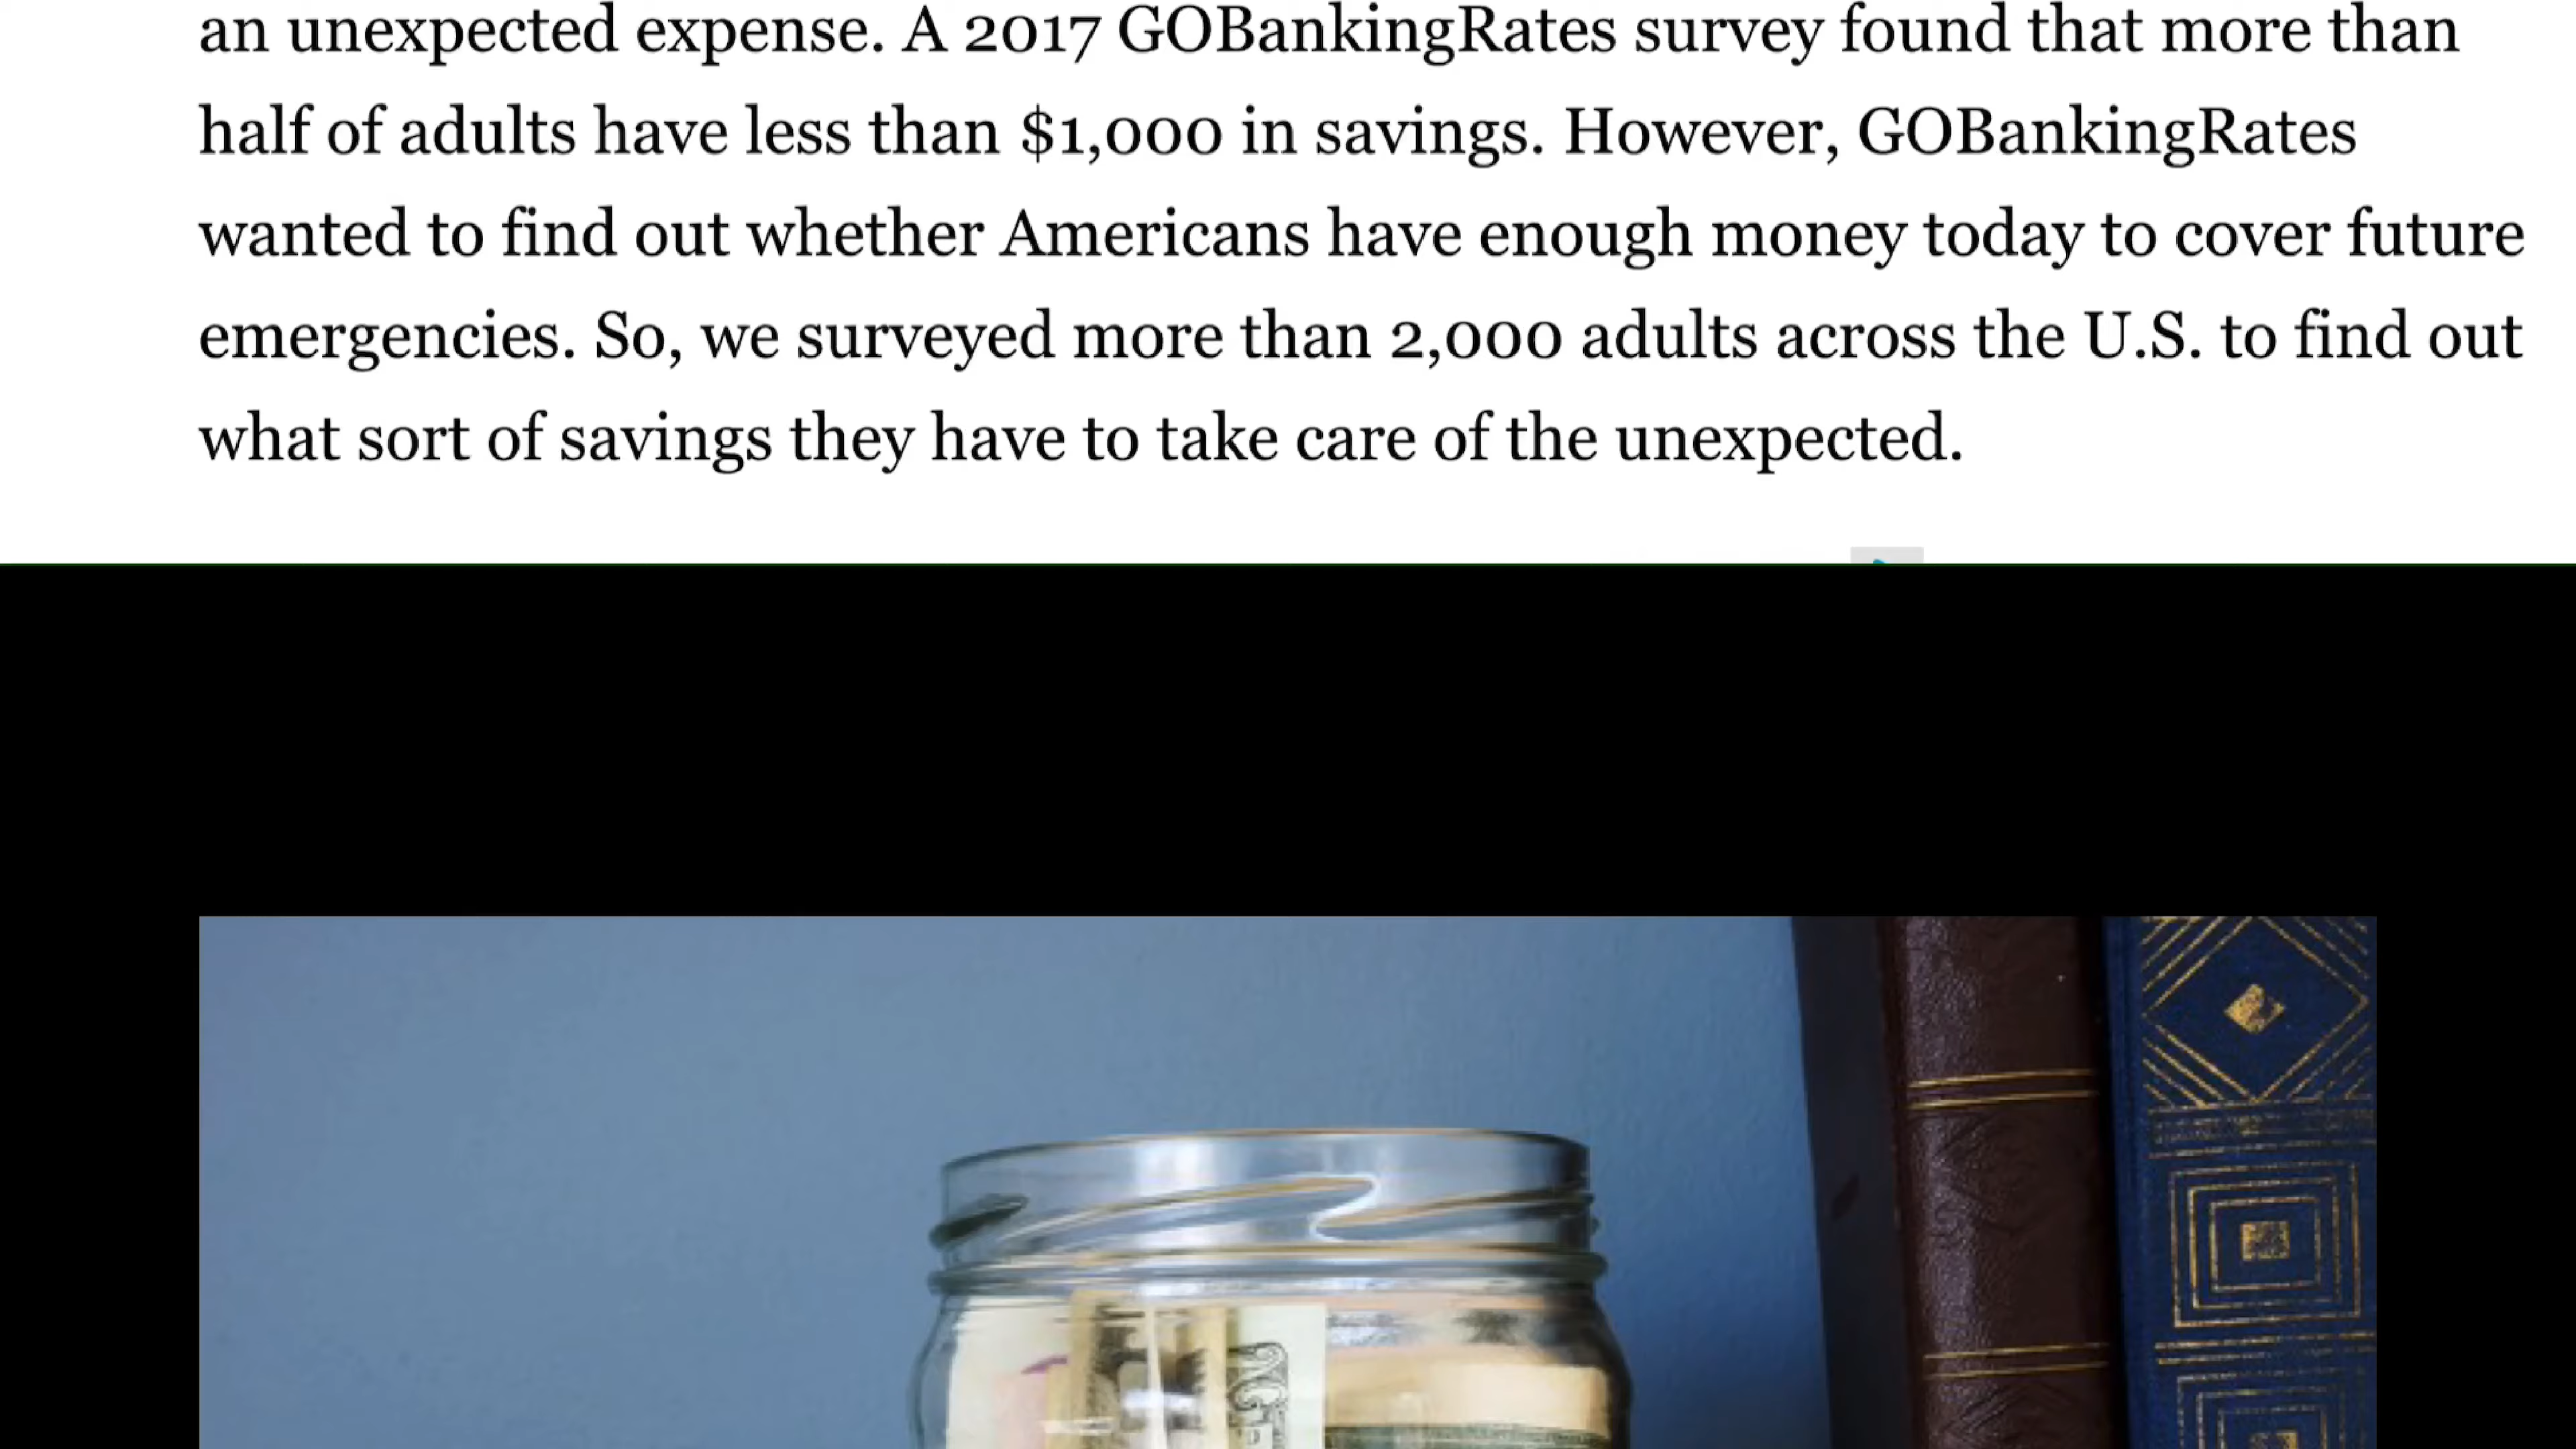 an unexpected expense. A 2017 GOBankingRates survey found that more than
half of adults have less than $1,000 in savings. However, GOBankingRates
wanted to find out whether Americans have enough money today to cover future
emergencies. So, we surveyed more than 2,000 adults across the U.S. to find out
what sort of savings they have to take care of the unexpected.